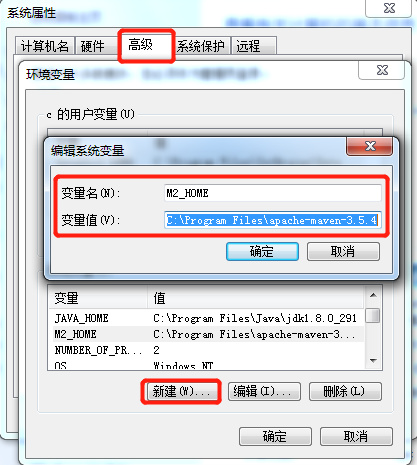 系统属性
计算机名 硬件 高级 系统保护 远程
环境变量
c 的用户变量(U)
编辑系统变量
变量名(N): M2_HOME
变量值(V): C:\Program Files\apache-maven-3.5.4
确定 取消
变量 值
JAVA_HOME C:\Program Files\Java\jdk1.8.0_291
M2_HOME C:\Program Files\apache-maven-3...
NUMBER_OF_PR... 2
OS Windows_NT
新建(W)... 编辑(I)... 删除(L)
确定 取消